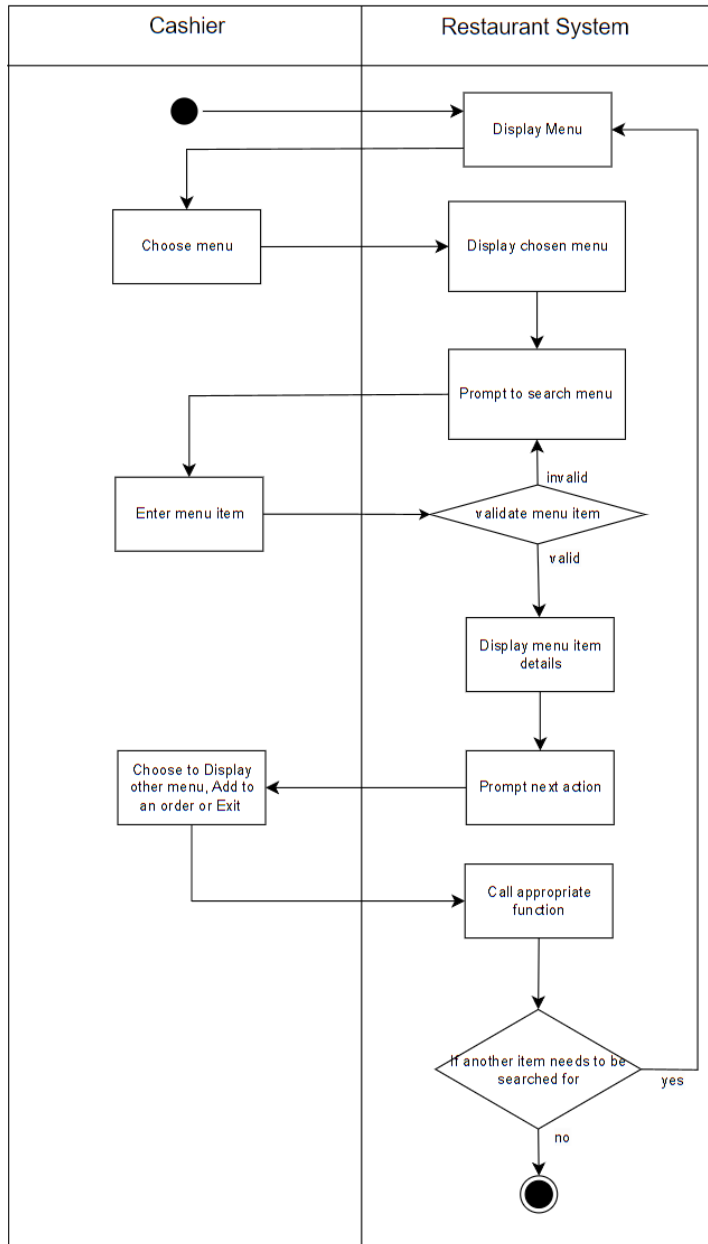 Cashier
Restaurant System
Display Menu
Choose menu
Display chosen menu
Prompt to search menu
invalid
Enter menu item
validate menu item
valid
Display menu item
details
Choose to Display
other menu, Add to
an order or Exit
Prompt next action
Call appropriate
function
If another item needs to be
searched for
yes
no